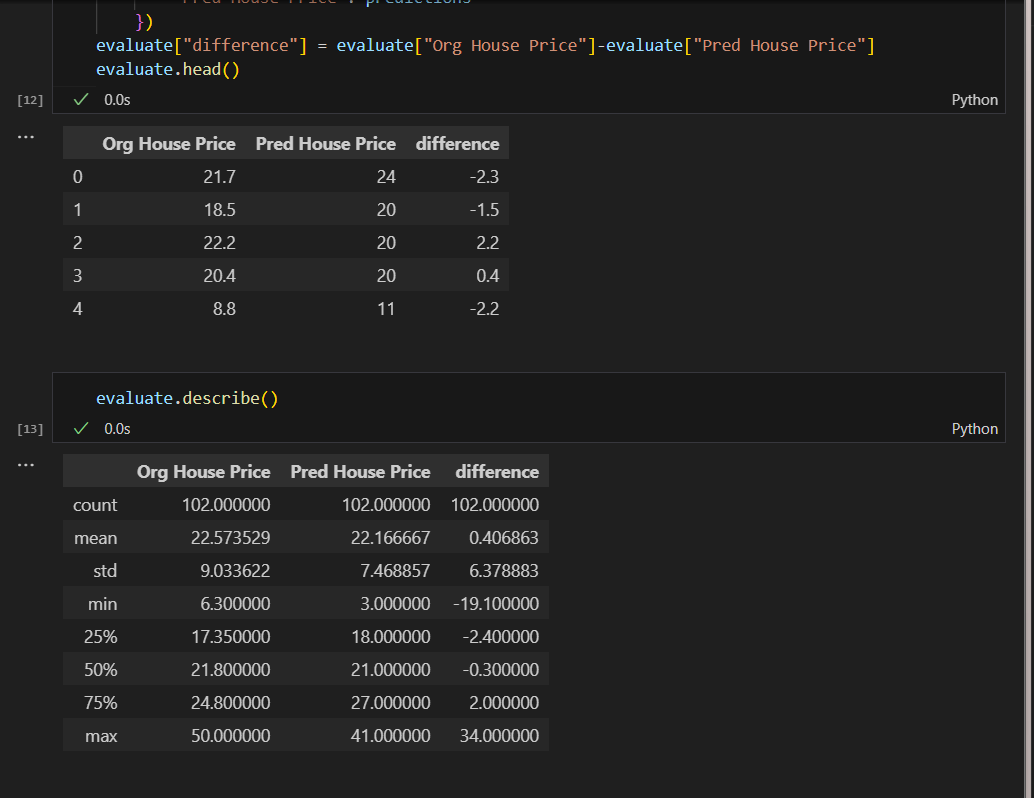 "Pred House Price": predictions
})
evaluate["difference"] = evaluate["Org House Price"]-evaluate["Pred House Price"]
evaluate.head()
[12] ✓ 0.0s Python
...
Org House Price Pred House Price difference
0 21.7 24 -2.3
1 18.5 20 -1.5
2 22.2 20 2.2
3 20.4 20 0.4
4 8.8 11 -2.2
evaluate.describe()
[13] ✓ 0.0s Python
...
Org House Price Pred House Price difference
count 102.000000 102.000000 102.000000
mean 22.573529 22.166667 0.406863
std 9.033622 7.468857 6.378883
min 6.300000 3.000000 -19.100000
25% 17.350000 18.000000 -2.400000
50% 21.800000 21.000000 -0.300000
75% 24.800000 27.000000 2.000000
max 50.000000 41.000000 34.000000